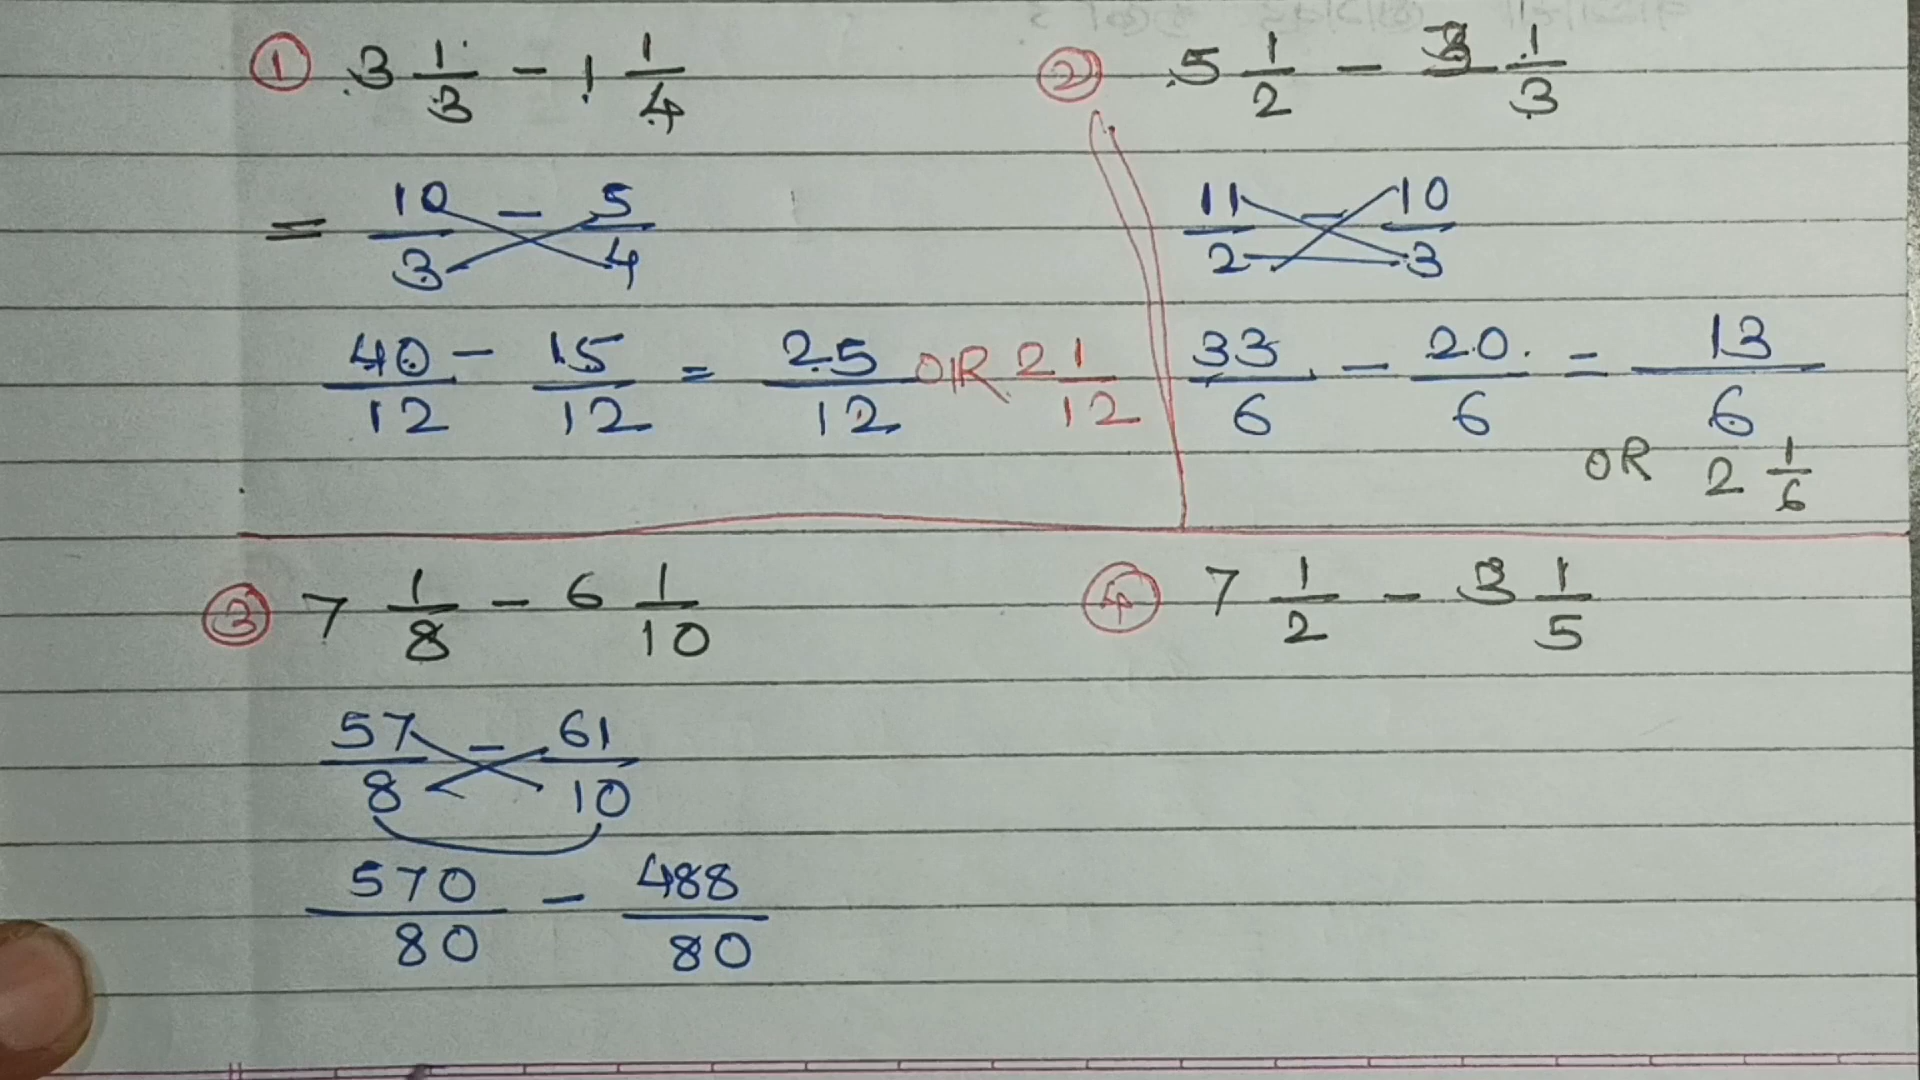 ① 3 1/3 - 1 1/4
= 10/3 - 5/4
40/12 - 15/12 = 25/12 OR 2 1/12
② 5 1/2 - 3 1/3
11/2 - 10/3
33/6 - 20/6 = 13/6
OR 2 1/6
③ 7 1/8 - 6 1/10
57/8 - 61/10
570/80 - 488/80
④ 7 1/2 - 3 1/5